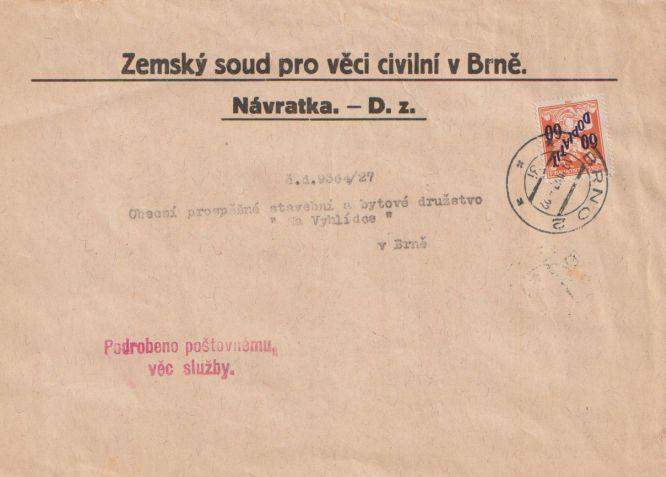 Zemský soud pro věci civilní v Brně.
Návratka. – D. z.
60
DOPLATIT
60
BRNO 2
č.d.9364/27
Obecní prospěšné stavební a bytové družstvo
" Na Vyhlídce "
v Brně
Podrobeno poštovnému,
věc služby.